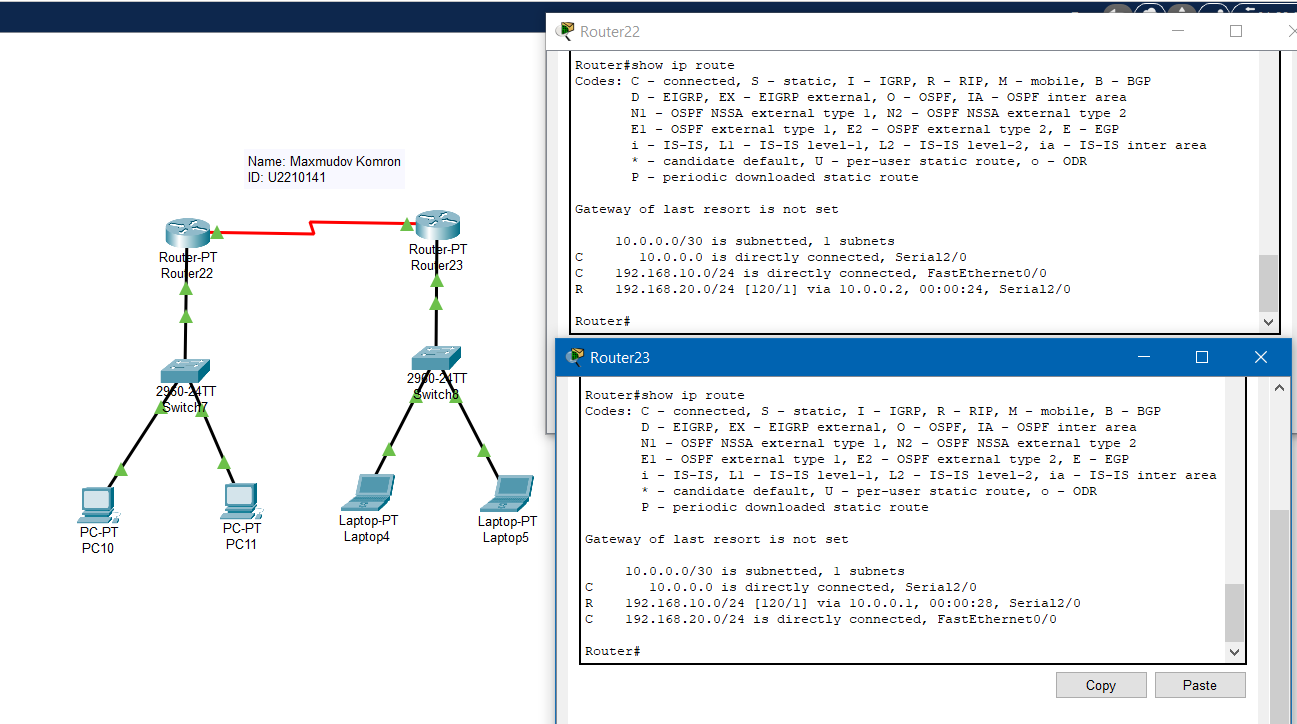 Name: Maxmudov Komron
ID: U2210141
Router-PT
Router22
Router-PT
Router23
2960-24TT
Switch7
2960-24TT
Switch8
PC-PT
PC10
PC-PT
PC11
Laptop-PT
Laptop4
Laptop-PT
Laptop5
Router22
Router#show ip route
Codes: C - connected, S - static, I - IGRP, R - RIP, M - mobile, B - BGP
D - EIGRP, EX - EIGRP external, O - OSPF, IA - OSPF inter area
N1 - OSPF NSSA external type 1, N2 - OSPF NSSA external type 2
E1 - OSPF external type 1, E2 - OSPF external type 2, E - EGP
i - IS-IS, L1 - IS-IS level-1, L2 - IS-IS level-2, ia - IS-IS inter area
* - candidate default, U - per-user static route, o - ODR
P - periodic downloaded static route
Gateway of last resort is not set
10.0.0.0/30 is subnetted, 1 subnets
C 10.0.0.0 is directly connected, Serial2/0
C 192.168.10.0/24 is directly connected, FastEthernet0/0
R 192.168.20.0/24 [120/1] via 10.0.0.2, 00:00:24, Serial2/0
Router#
Router23
Router#show ip route
Codes: C - connected, S - static, I - IGRP, R - RIP, M - mobile, B - BGP
D - EIGRP, EX - EIGRP external, O - OSPF, IA - OSPF inter area
N1 - OSPF NSSA external type 1, N2 - OSPF NSSA external type 2
E1 - OSPF external type 1, E2 - OSPF external type 2, E - EGP
i - IS-IS, L1 - IS-IS level-1, L2 - IS-IS level-2, ia - IS-IS inter area
* - candidate default, U - per-user static route, o - ODR
P - periodic downloaded static route
Gateway of last resort is not set
10.0.0.0/30 is subnetted, 1 subnets
C 10.0.0.0 is directly connected, Serial2/0
R 192.168.10.0/24 [120/1] via 10.0.0.1, 00:00:28, Serial2/0
C 192.168.20.0/24 is directly connected, FastEthernet0/0
Router#
Copy
Paste